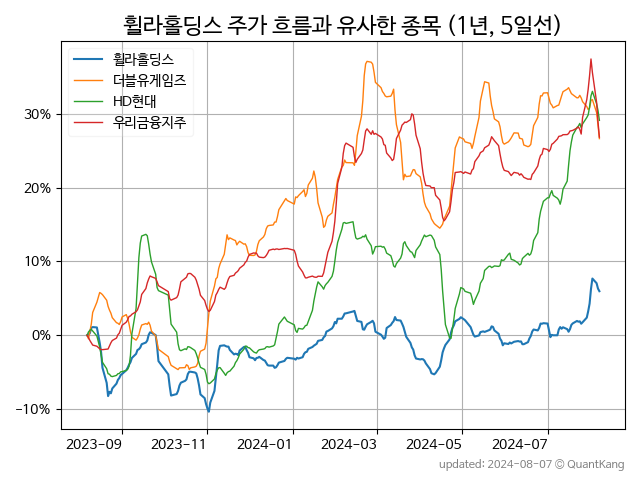 휠라홀딩스 주가 흐름과 유사한 종목 (1년, 5일선)
휠라홀딩스
더블유게임즈
HD현대
우리금융지주
30%
20%
10%
0%
−10%
2023-09 2023-11 2024-01 2024-03 2024-05 2024-07
updated: 2024-08-07 © QuantKang